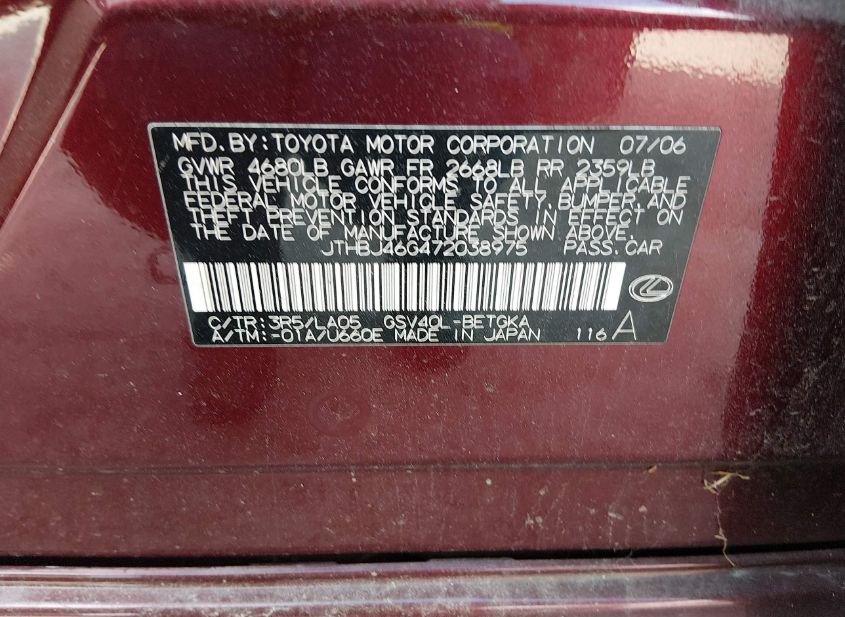 MFD. BY: TOYOTA MOTOR CORPORATION 07/06
GVWR 4680LB GAWR FR 2668LB RR 2359LB
THIS VEHICLE CONFORMS TO ALL APPLICABLE
FEDERAL MOTOR VEHICLE SAFETY, BUMPER, AND
THEFT PREVENTION STANDARDS IN EFFECT ON
THE DATE OF MANUFACTURE SHOWN ABOVE.
JTHBJ46G472038975 PASS. CAR
C/TR: 3R5/LA05 GSV40L-BETGKA
A/TM: -01A/U660E MADE IN JAPAN 116 A